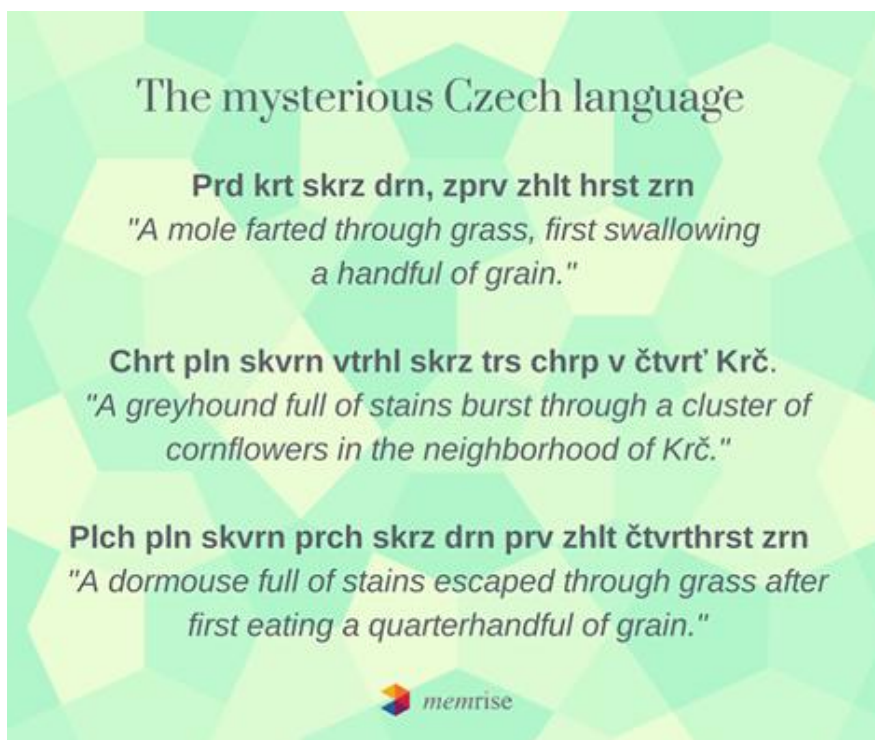 The mysterious Czech language
Prd krt skrz drn, zprv zhlt hrst zrn
"A mole farted through grass, first swallowing
a handful of grain."
Chrt pln skvrn vtrhl skrz trs chrp v čtvrť Krč.
"A greyhound full of stains burst through a cluster of
cornflowers in the neighborhood of Krč."
Plch pln skvrn prch skrz drn prv zhlt čtvrthrst zrn
"A dormouse full of stains escaped through grass after
first eating a quarterhandful of grain."
memrise